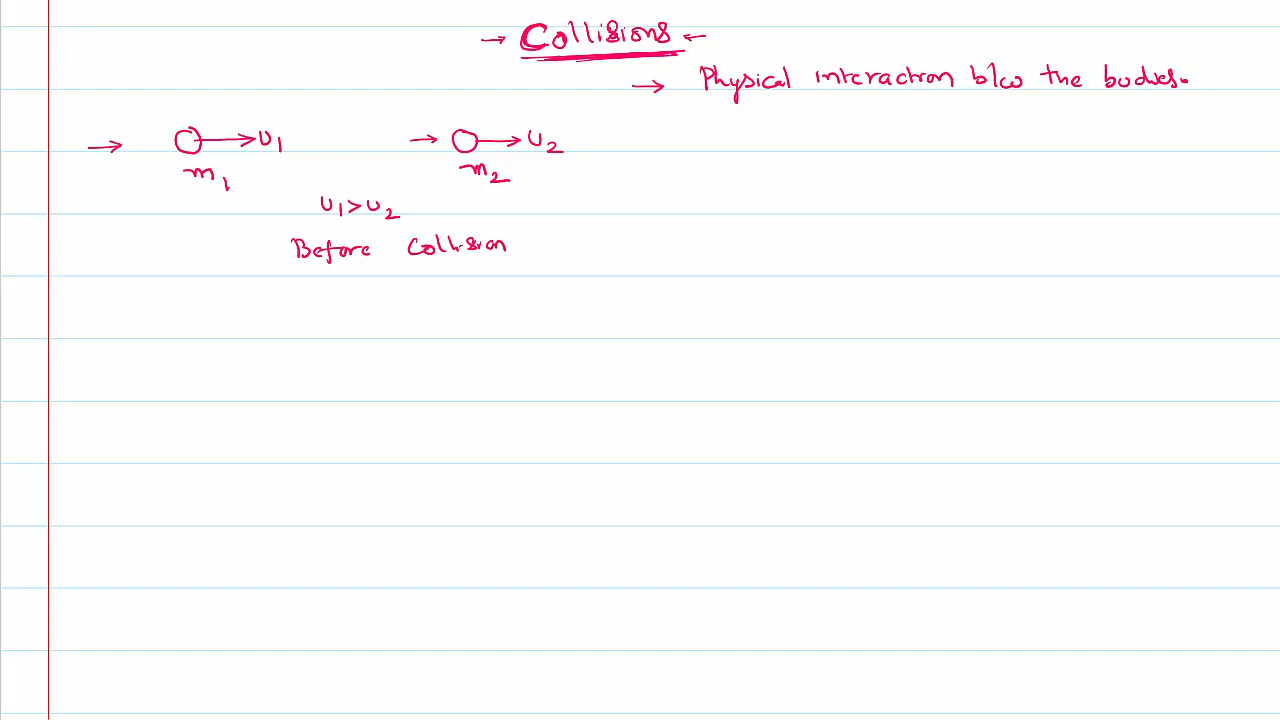 → Collisions ←
→ Physical interaction b/w the bodies.
→ u1 → u2
m1 m2
u1 > u2
Before Collision